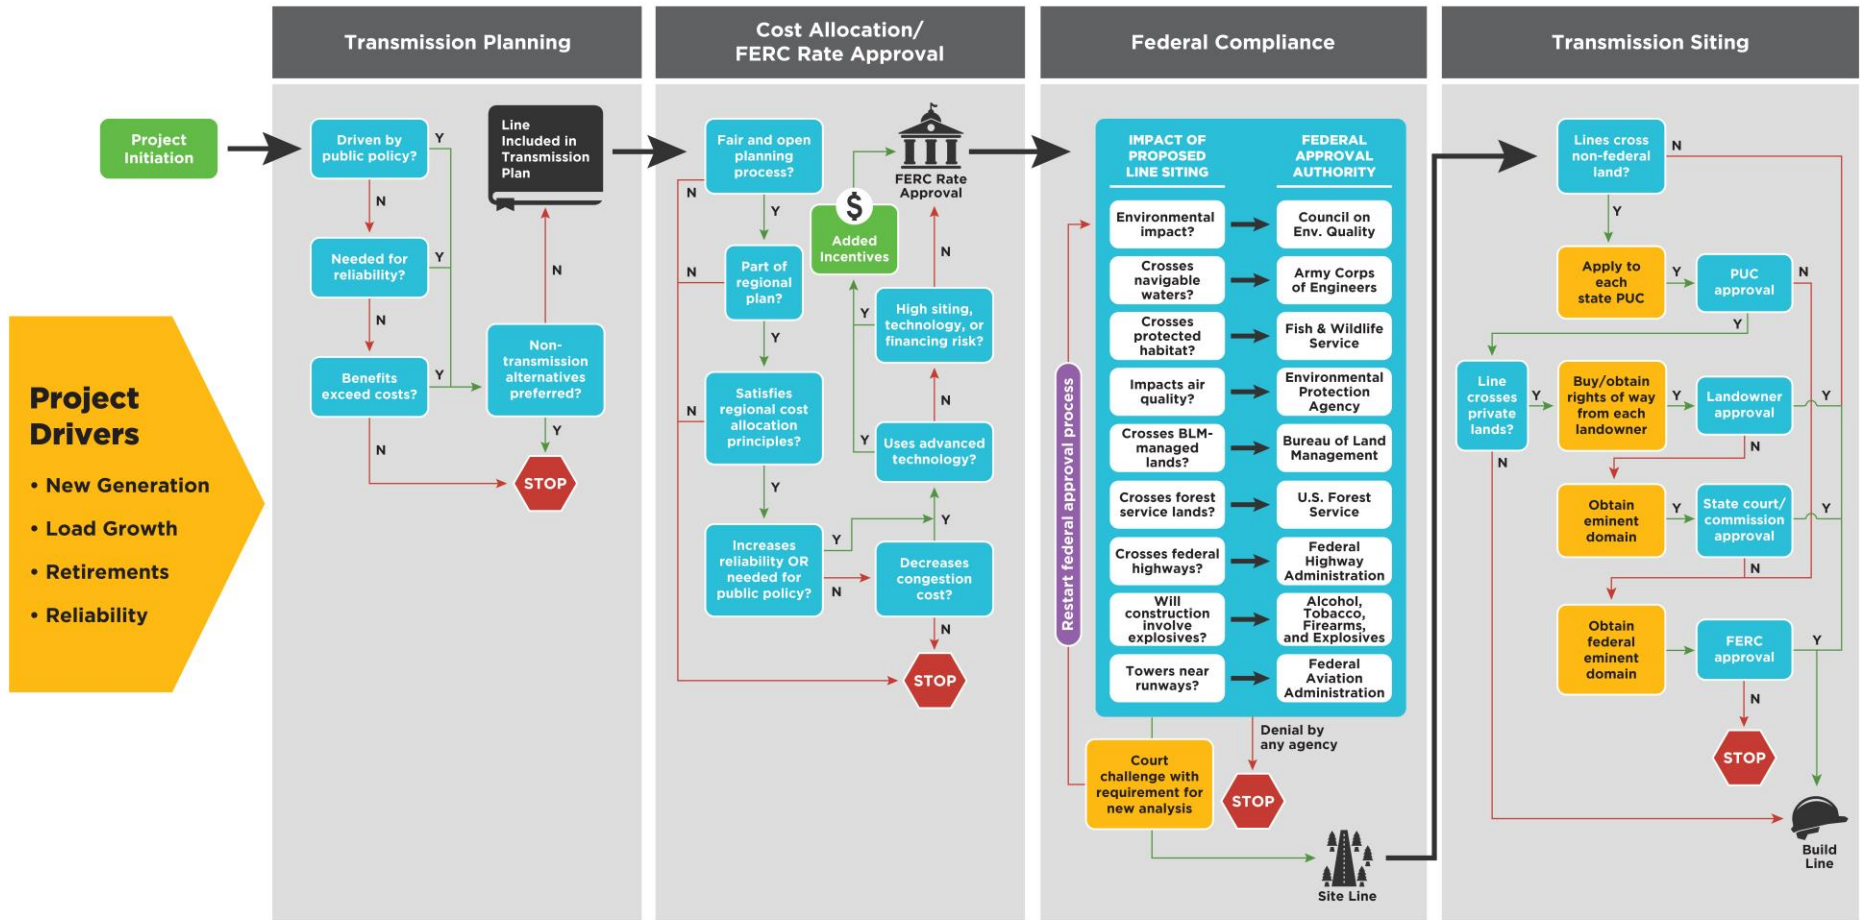 Transmission Planning
Cost Allocation/
FERC Rate Approval
Federal Compliance
Transmission Siting
Project
Initiation
Project
Drivers
• New Generation
• Load Growth
• Retirements
• Reliability
Driven by
public policy?
Y
N
Needed for
reliability?
Y
N
Benefits
exceed costs?
Y
N
Line
Included in
Transmission
Plan
N
Non-
transmission
alternatives
preferred?
Y
STOP
Fair and open
planning
process?
N
Y
Part of
regional
plan?
N
Y
Satisfies
regional cost
allocation
principles?
N
Y
Increases
reliability OR
needed for
public policy?
Y
N
Decreases
congestion
cost?
Y
N
STOP
Uses advanced
technology?
Y
N
High siting,
technology, or
financing risk?
Y
N
$
Added
Incentives
FERC Rate
Approval
Restart federal approval process
IMPACT OF
PROPOSED
LINE SITING
FEDERAL
APPROVAL
AUTHORITY
Environmental
impact?
Council on
Env. Quality
Crosses
navigable
waters?
Army Corps
of Engineers
Crosses
protected
habitat?
Fish & Wildlife
Service
Impacts air
quality?
Environmental
Protection
Agency
Crosses BLM-
managed
lands?
Bureau of Land
Management
Crosses forest
service lands?
U.S. Forest
Service
Crosses federal
highways?
Federal
Highway
Administration
Will
construction
involve
explosives?
Alcohol,
Tobacco,
Firearms,
and Explosives
Towers near
runways?
Federal
Aviation
Administration
Denial by
any agency
Court
challenge with
requirement for
new analysis
STOP
Site Line
Lines cross
non-federal
land?
N
Y
Apply to
each
state PUC
Y
PUC
approval
N
Y
Line
crosses
private
lands?
Y
N
Buy/obtain
rights of way
from each
landowner
Y
Landowner
approval
Y
N
Obtain
eminent
domain
Y
State court/
commission
approval
Y
N
Obtain
federal
eminent
domain
FERC
approval
Y
N
STOP
Build
Line